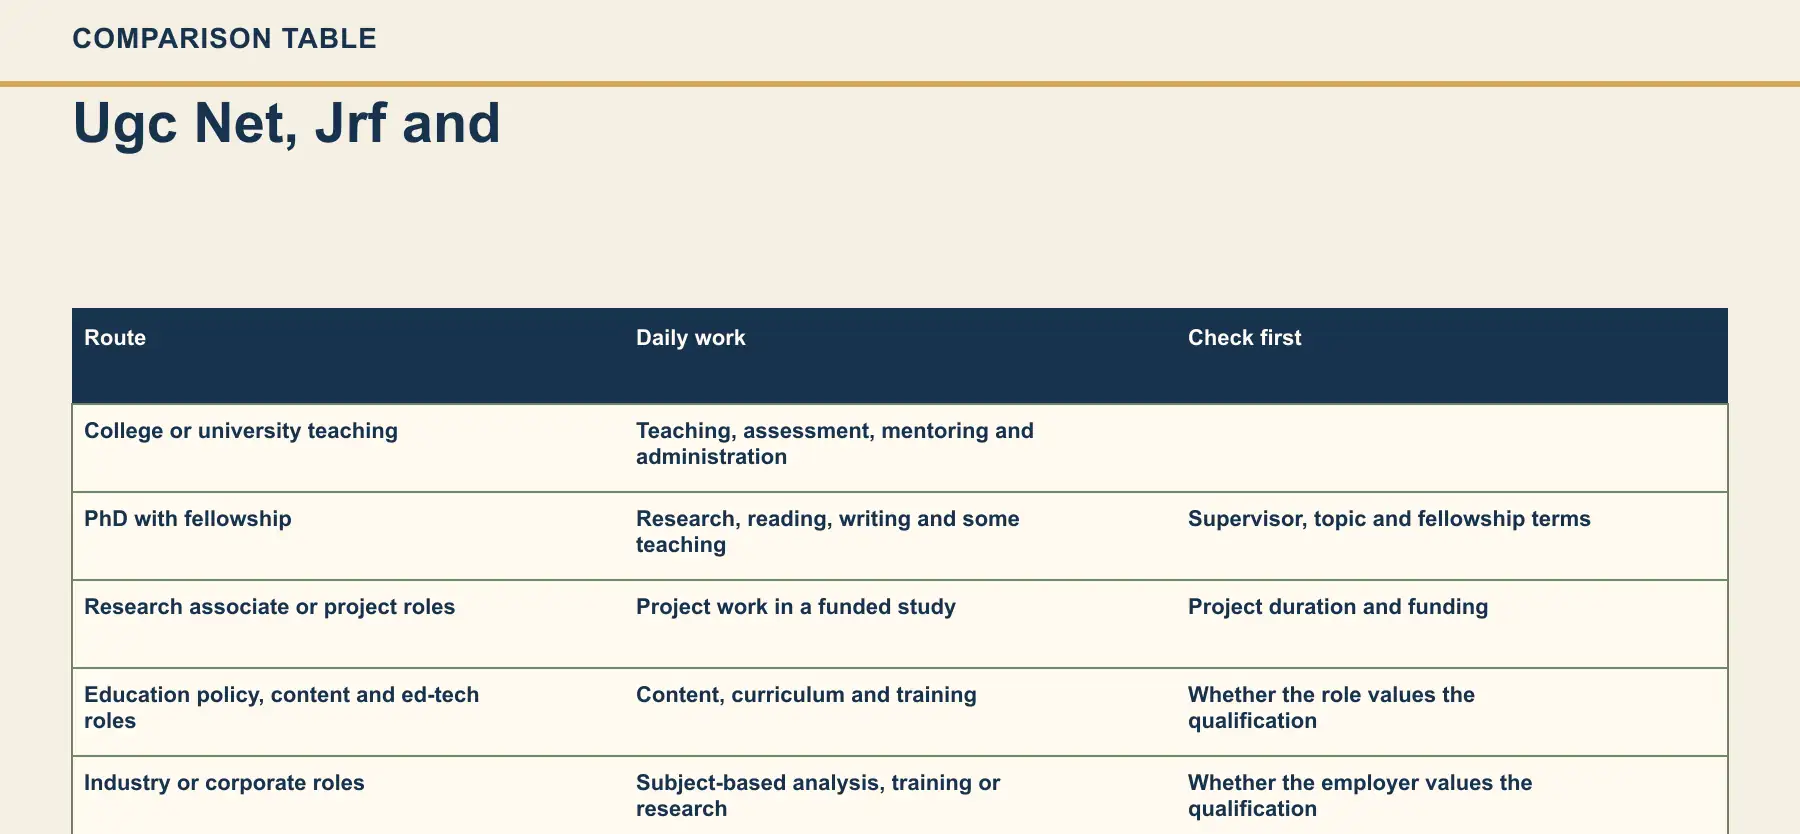 COMPARISON TABLE
Ugc Net, Jrf and
Route
Daily work
Check first
College or university teaching
Teaching, assessment, mentoring and
administration
PhD with fellowship
Research, reading, writing and some
teaching
Supervisor, topic and fellowship terms
Research associate or project roles
Project work in a funded study
Project duration and funding
Education policy, content and ed-tech
roles
Content, curriculum and training
Whether the role values the
qualification
Industry or corporate roles
Subject-based analysis, training or
research
Whether the employer values the
qualification